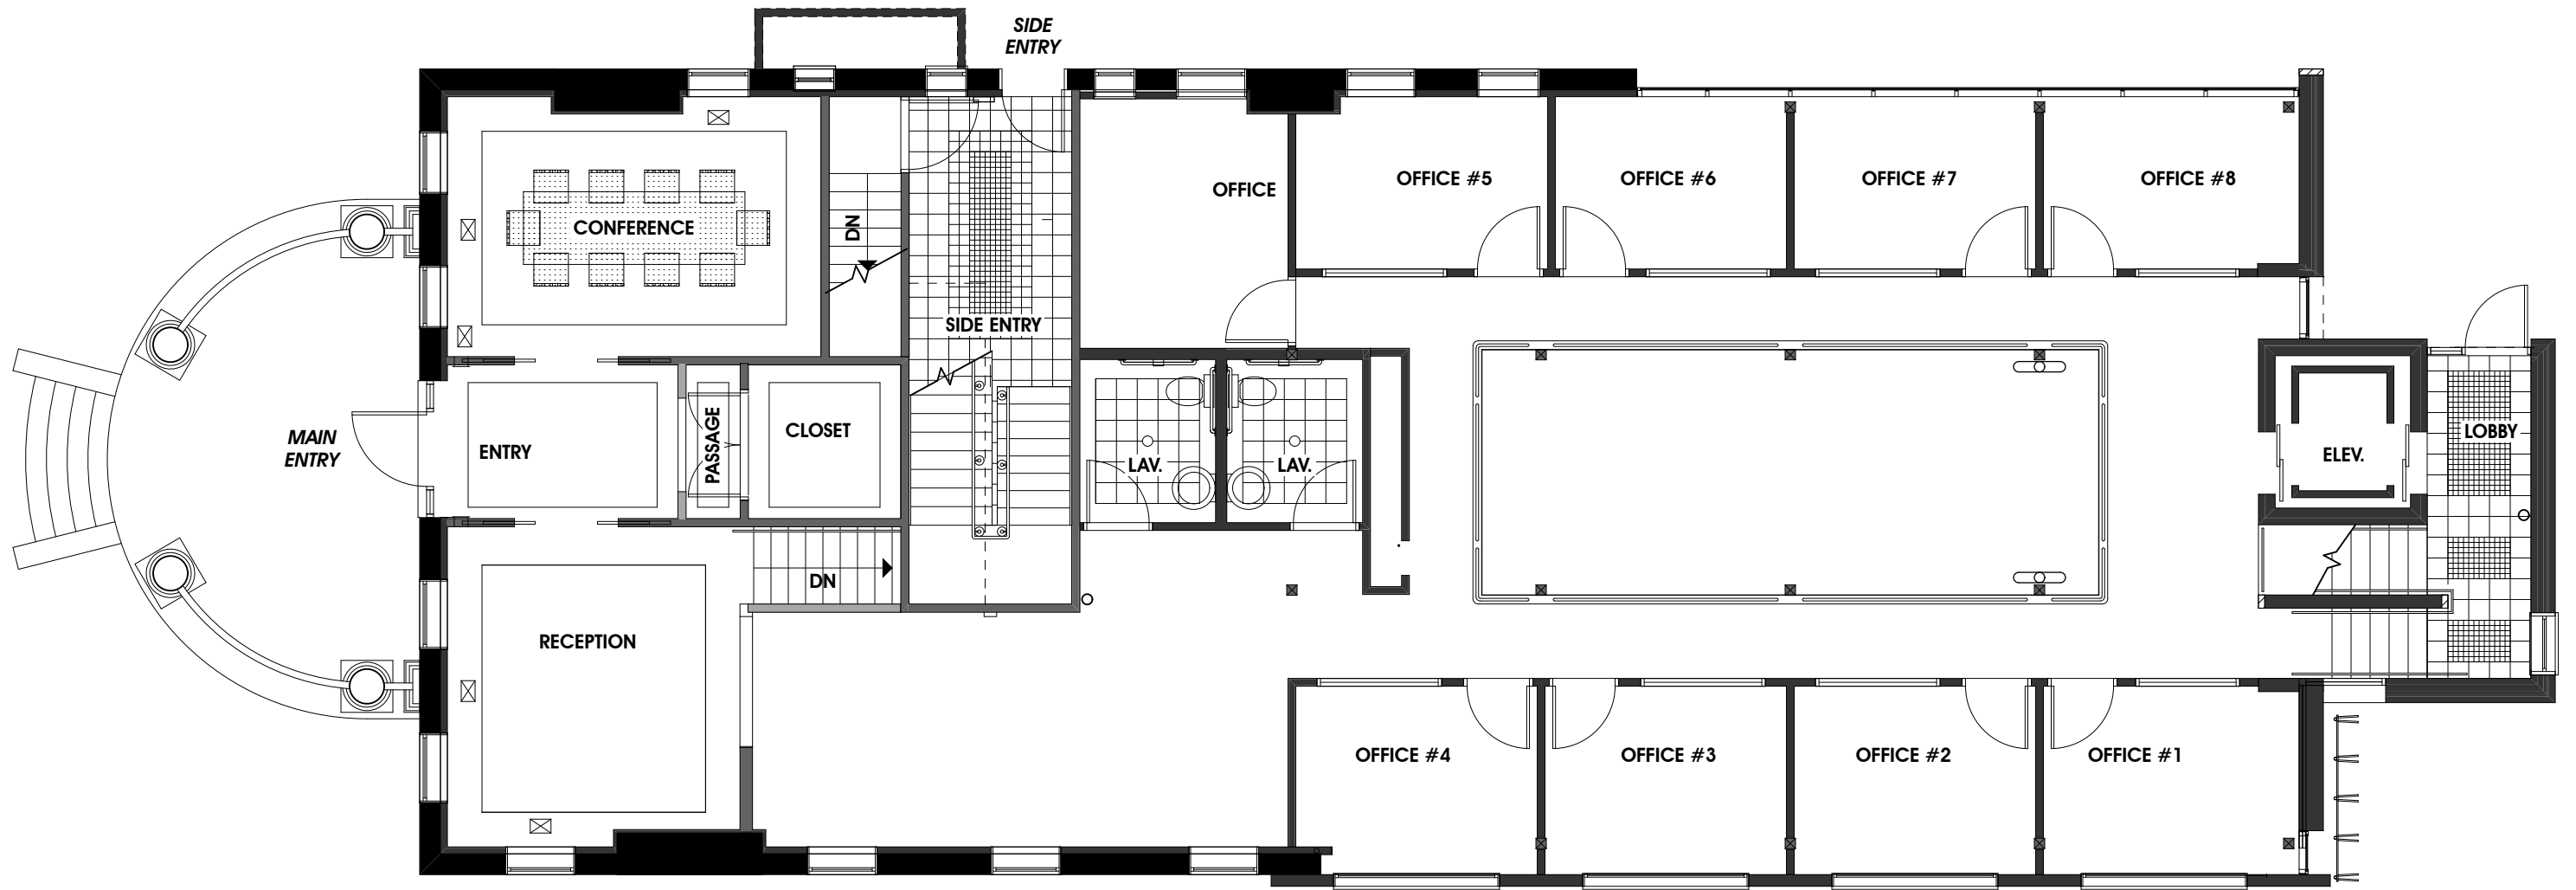 SIDE
ENTRY
OFFICE #5
OFFICE #6
OFFICE #7
OFFICE #8
OFFICE
CONFERENCE
DN
SIDE ENTRY
MAIN
ENTRY
ENTRY
PASSAGE
CLOSET
LAV.
LAV.
ELEV.
LOBBY
DN
RECEPTION
OFFICE #4
OFFICE #3
OFFICE #2
OFFICE #1